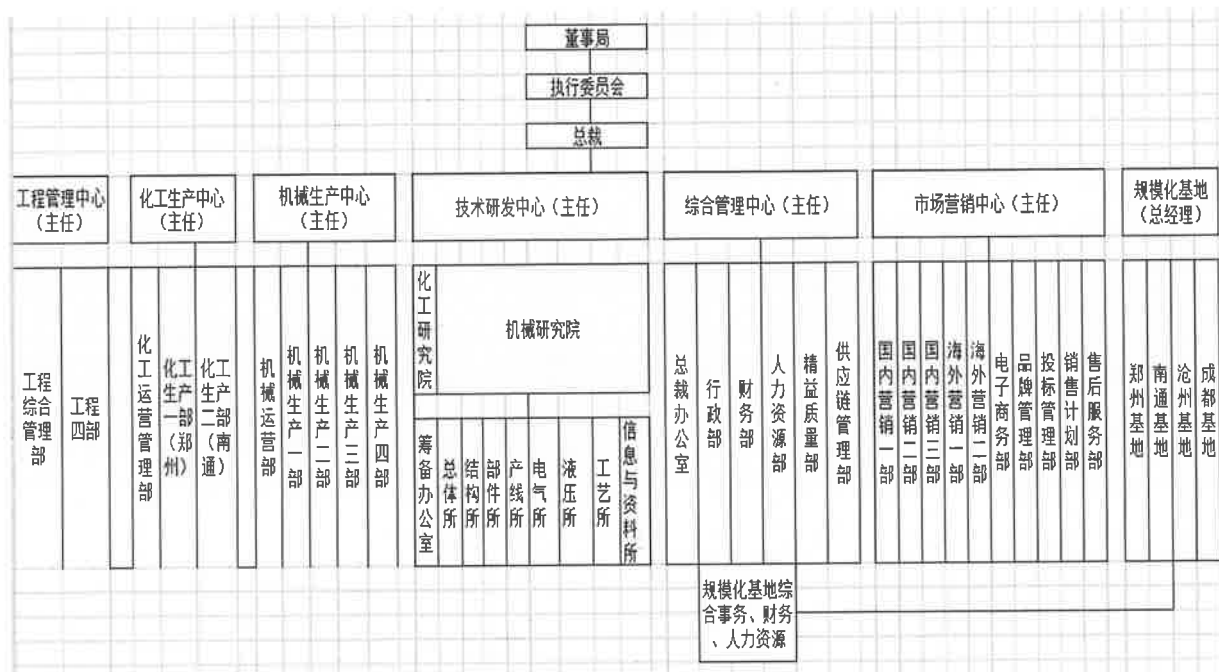 董事局
执行委员会
总裁
工程管理中心
（主任）
化工生产中心
（主任）
机械生产中心
（主任）
技术研发中心（主任）
综合管理中心（主任）
市场营销中心（主任）
规模化基地
（总经理）
工程
综合
管理
部
工程
四部
化工运营管理部
化工生产一部（郑州）
化工生产二部（南通）
机械运营部
机械生产一部
机械生产二部
机械生产三部
机械生产四部
化工研究院
机械研究院
筹备办公室
总体所
结构所
部件所
产线所
电气所
液压所
工艺所
信息与资料所
总裁办公室
行政部
财务部
人力资源部
精益质量部
供应链管理部
国内营销一部
国内营销二部
国内营销三部
海外营销一部
海外营销二部
电子商务部
品牌管理部
投标管理部
销售计划部
售后服务部
郑州基地
南通基地
沧州基地
成都基地
规模化基地综
合事务、财务
、人力资源